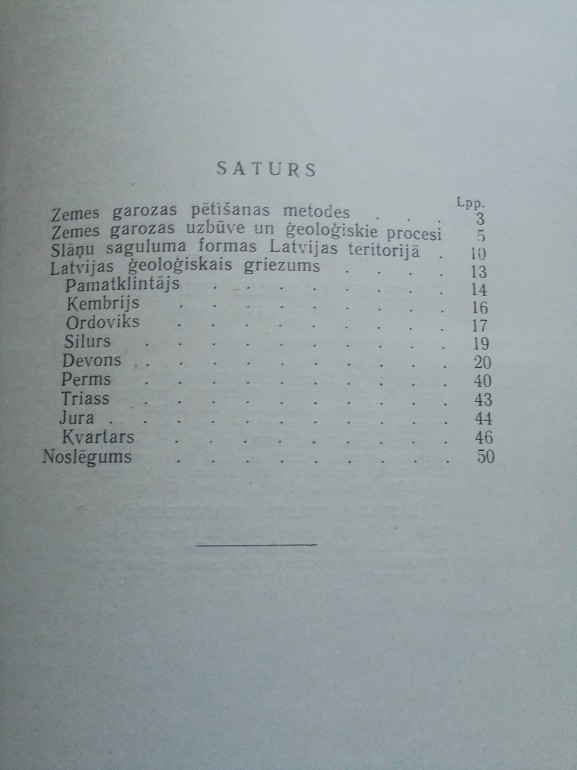 SATURS
Lpp.
Zemes garozas pētīšanas metodes . . . 3
Zemes garozas uzbūve un ģeoloģiskie procesi 5
Slāņu saguluma formas Latvijas teritorijā . 10
Latvijas ģeoloģiskais griezums . . . . 13
Pamatklintājs . . . . . . . . 14
Kembrijs . . . . . . . . . 16
Ordoviks . . . . . . . . . 17
Silurs . . . . . . . . . . 19
Devons . . . . . . . . . . 20
Perms . . . . . . . . . . 40
Triass . . . . . . . . . . 43
Jura . . . . . . . . . . . 44
Kvartars . . . . . . . . . 46
Noslēgums . . . . . . . . . 50